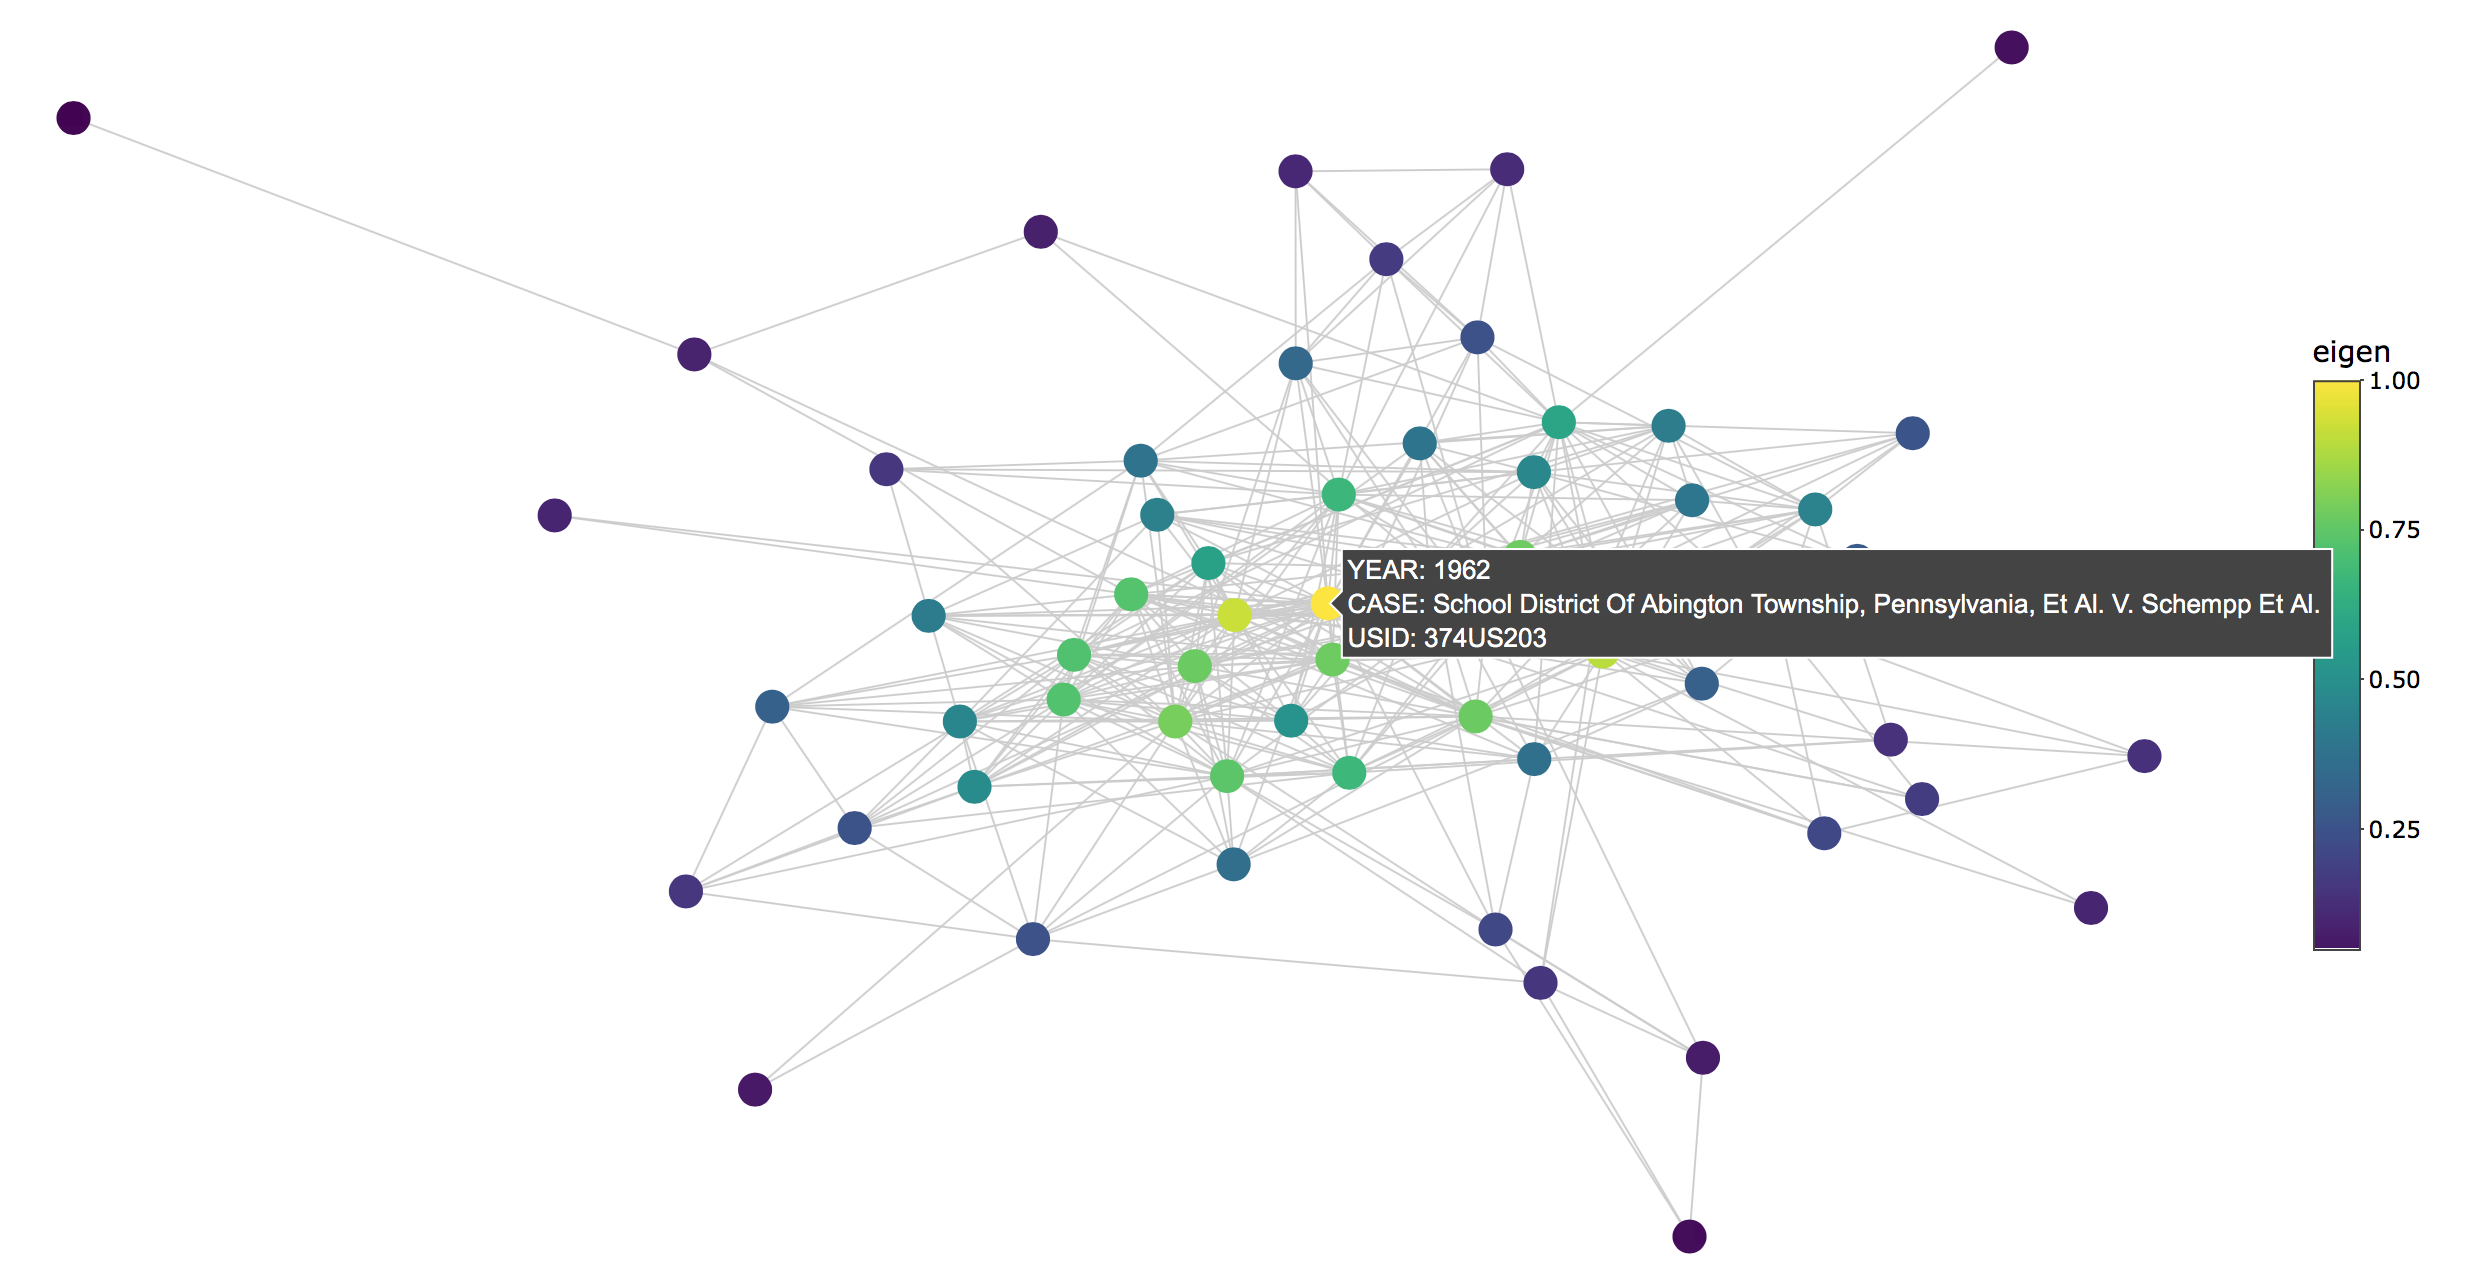 eigen
1.00
0.75
YEAR: 1962
CASE: School District Of Abington Township, Pennsylvania, Et Al. V. Schempp Et Al.
USID: 374US203
0.50
0.25